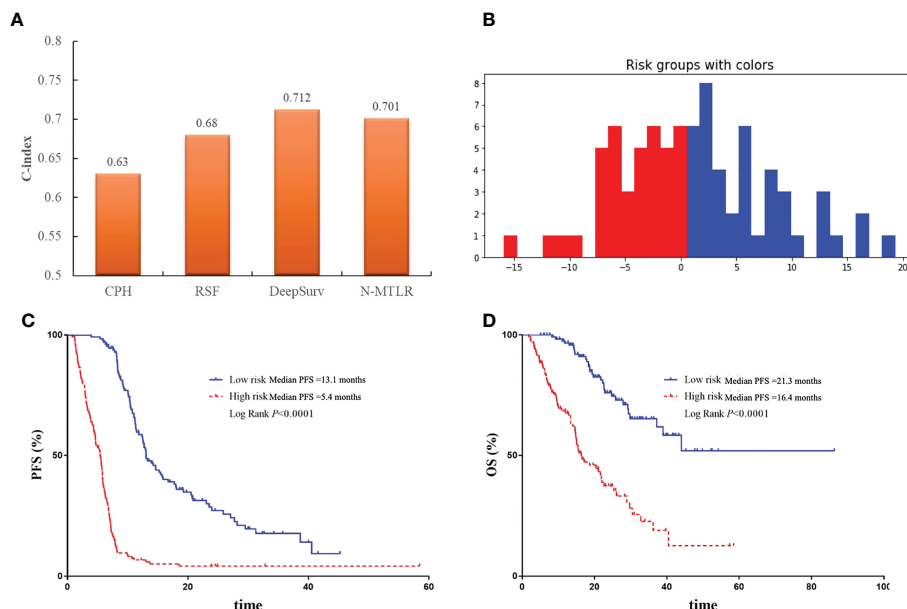 A
0.8
0.75
0.7
0.65
0.6
0.55
0.5
C-index
0.63
0.68
0.712
0.701
CPH
RSF
DeepSurv
N-MTLR
B
Risk groups with colors
8
7
6
5
4
3
2
1
0
−15
−10
−5
0
5
10
15
20
C
100
50
0
PFS (%)
Low risk Median PFS =13.1 months
High risk Median PFS =5.4 months
Log Rank P<0.0001
0
20
40
60
time
D
100
50
0
OS (%)
Low risk Median PFS =21.3 months
High risk Median PFS =16.4 months
Log Rank P<0.0001
0
20
40
60
80
100
time